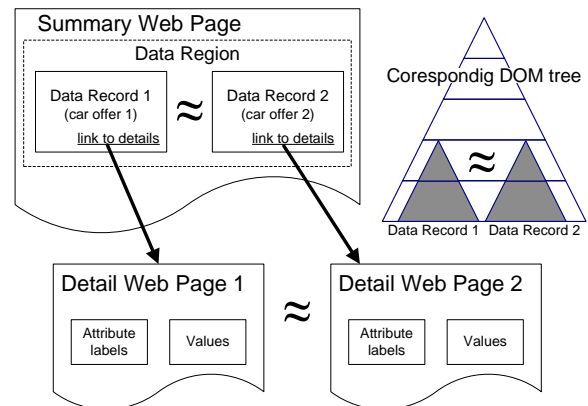 Summary Web Page
Data Region
Data Record 1
(car offer 1)
link to details
≈
Data Record 2
(car offer 2)
link to details
Corespondig DOM tree
≈
Data Record 1
Data Record 2
Detail Web Page 1
Attribute
labels
Values
≈
Detail Web Page 2
Attribute
labels
Values